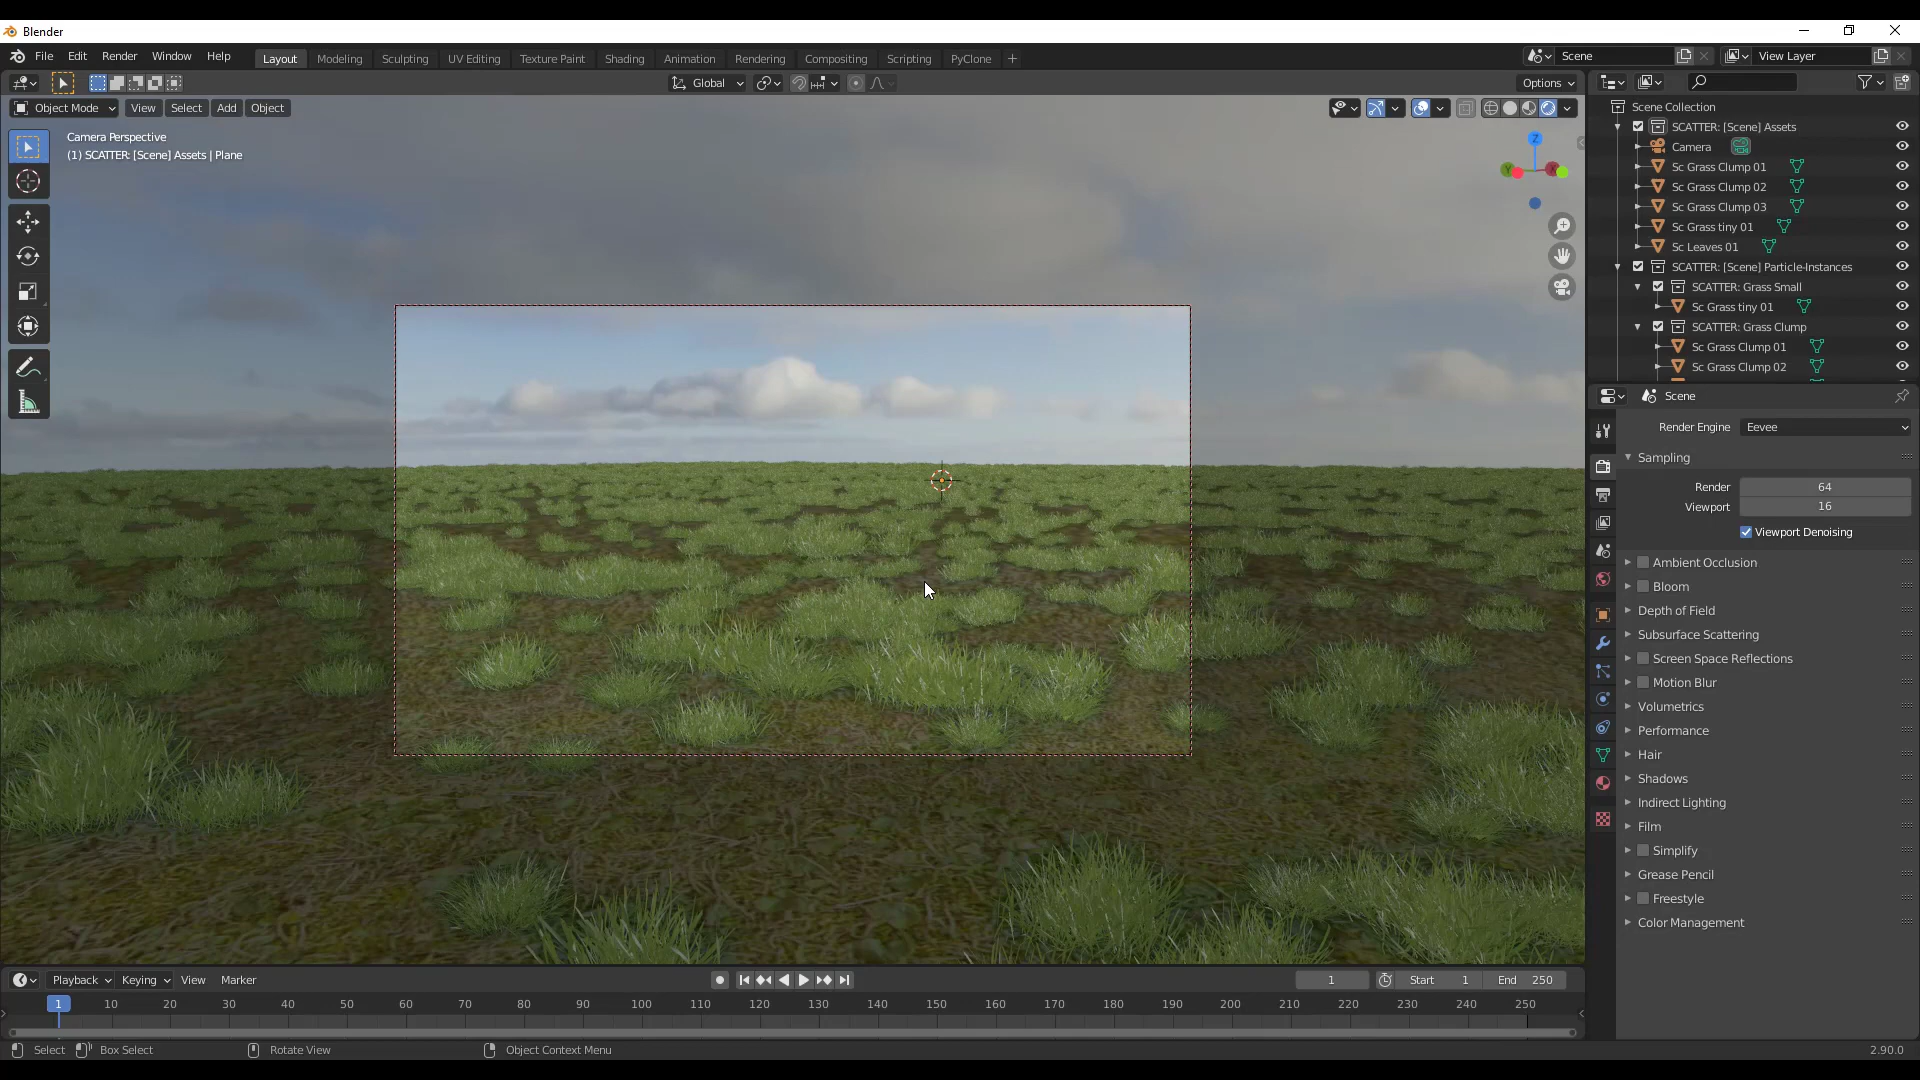 Blender
File Edit Render Window Help Layout Modeling Sculpting UV Editing Texture Paint Shading Animation Rendering Compositing Scripting PyClone + Scene View Layer
Global Options
Object Mode View Select Add Object
Camera Perspective
(1) SCATTER: [Scene] Assets | Plane
Z
Y X
Scene Collection
SCATTER: [Scene] Assets
Camera
Sc Grass Clump 01
Sc Grass Clump 02
Sc Grass Clump 03
Sc Grass tiny 01
Sc Leaves 01
SCATTER: [Scene] Particle-Instances
SCATTER: Grass Small
Sc Grass tiny 01
SCATTER: Grass Clump
Sc Grass Clump 01
Sc Grass Clump 02
Scene
Render Engine Eevee
Sampling
Render 64
Viewport 16
Viewport Denoising
Ambient Occlusion
Bloom
Depth of Field
Subsurface Scattering
Screen Space Reflections
Motion Blur
Volumetrics
Performance
Hair
Shadows
Indirect Lighting
Film
Simplify
Grease Pencil
Freestyle
Color Management
Playback Keying View Marker 1 Start 1 End 250
1 10 20 30 40 50 60 70 80 90 100 110 120 130 140 150 160 170 180 190 200 210 220 230 240 250
Select Box Select Rotate View Object Context Menu 2.90.0